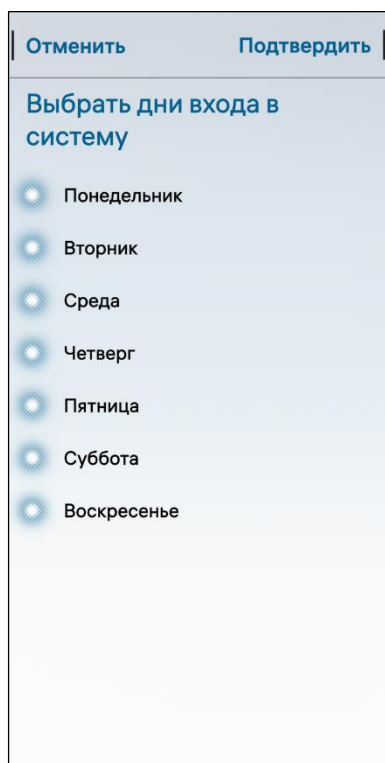 Отменить Подтвердить
Выбрать дни входа в
систему
Понедельник
Вторник
Среда
Четверг
Пятница
Суббота
Воскресенье